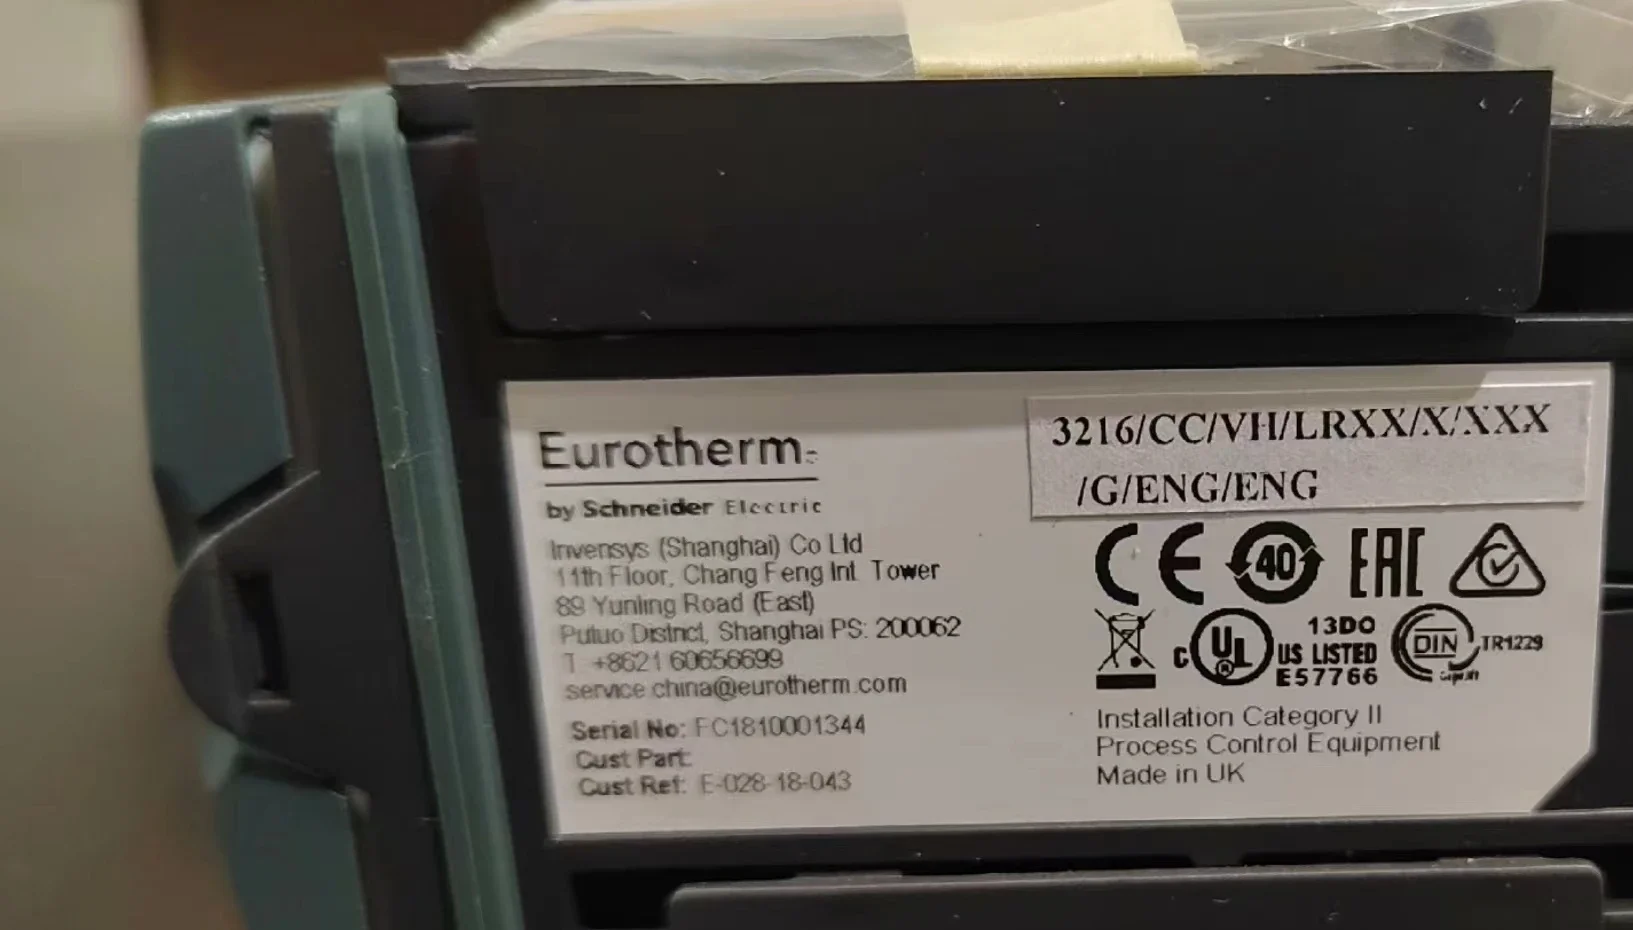 Eurotherm
by Schneider Electric
Invensys (Shanghai) Co Ltd
11th Floor, Chang Feng Int. Tower
89 Yunling Road (East)
Putuo District, Shanghai PS: 200062
T +8621 60656699
service.china@eurotherm.com
Serial No: FC1810001344
Cust Part:
Cust Ref: E-028-18-043
3216/CC/VH/LRXX/X/XXX
/G/ENG/ENG
CE 40 EAC
C UL ® US LISTED
13DO
E57766
DIN TR1229
Installation Category II
Process Control Equipment
Made in UK